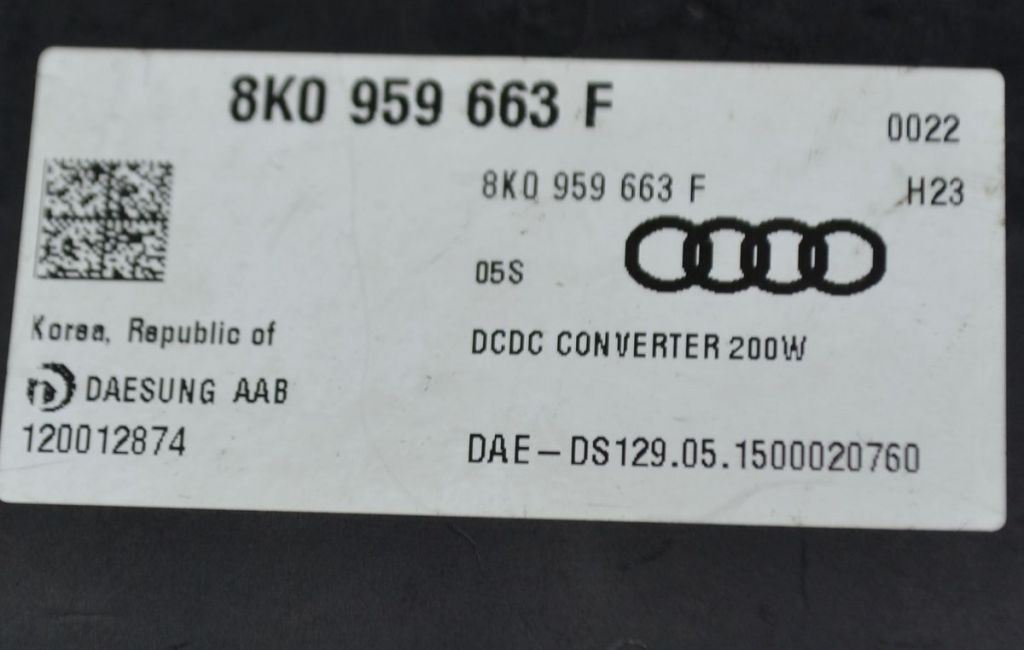 8K0 959 663 F
0022
8K0 959 663 F
H23
05S
Korea, Republic of
DCDC CONVERTER 200W
DAESUNG AAB
120012874
DAE-DS129.05.1500020760